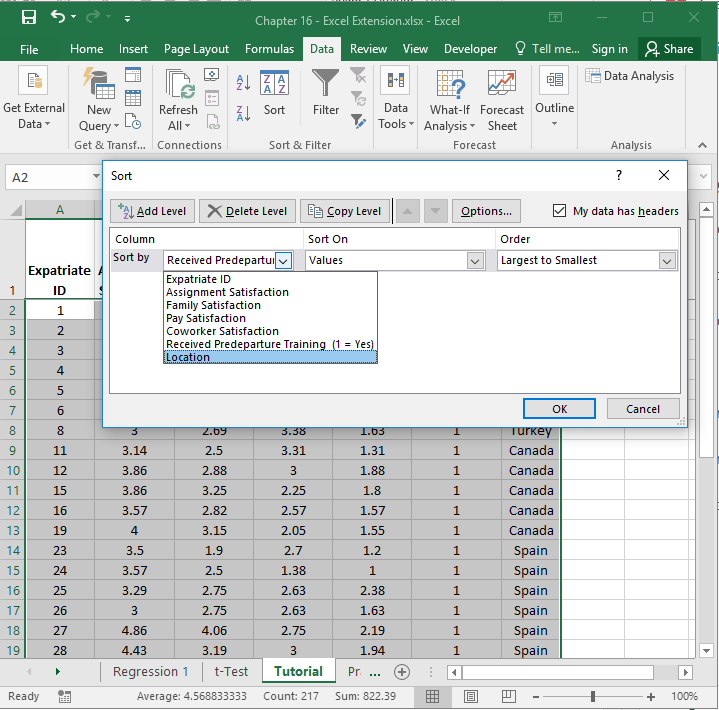 Chapter 16 - Excel Extension.xlsx - Excel
File Home Insert Page Layout Formulas Data Review View Developer Tell me... Sign in Share
Get External Data
New Query
Refresh All
Sort
Filter
Data Tools
What-If Analysis
Forecast Sheet
Outline
Data Analysis
Get & Transf... Connections Sort & Filter Forecast Analysis
A2
Sort ? X
Add Level Delete Level Copy Level Options... My data has headers
Column Sort On Order
Sort by Received Predepartur Values Largest to Smallest
Expatriate ID
Assignment Satisfaction
Family Satisfaction
Pay Satisfaction
Coworker Satisfaction
Received Predeparture Training (1 = Yes)
Location
OK Cancel
A
1 Expatriate ID
2 1
3 2
4 3
5 4
6 5
7 6
8 8 3 2.69 3.38 1.63 1 Turkey
9 11 3.14 2.5 3.31 1.31 1 Canada
10 12 3.86 2.88 3 1.88 1 Canada
11 15 3.86 3.25 2.25 1.8 1 Canada
12 16 3.57 2.82 2.57 1.57 1 Canada
13 19 4 3.15 2.05 1.55 1 Canada
14 23 3.5 1.9 2.7 1.2 1 Spain
15 24 3.57 2.5 1.38 1 1 Spain
16 25 3.29 2.75 2.63 2.38 1 Spain
17 26 3 2.75 2.63 1.63 1 Spain
18 27 4.86 4.06 2.75 2.19 1 Spain
19 28 4.43 3.19 3 1.94 1 Spain
Regression 1 t-Test Tutorial Pr ...
Ready Average: 4.568833333 Count: 217 Sum: 822.39 100%